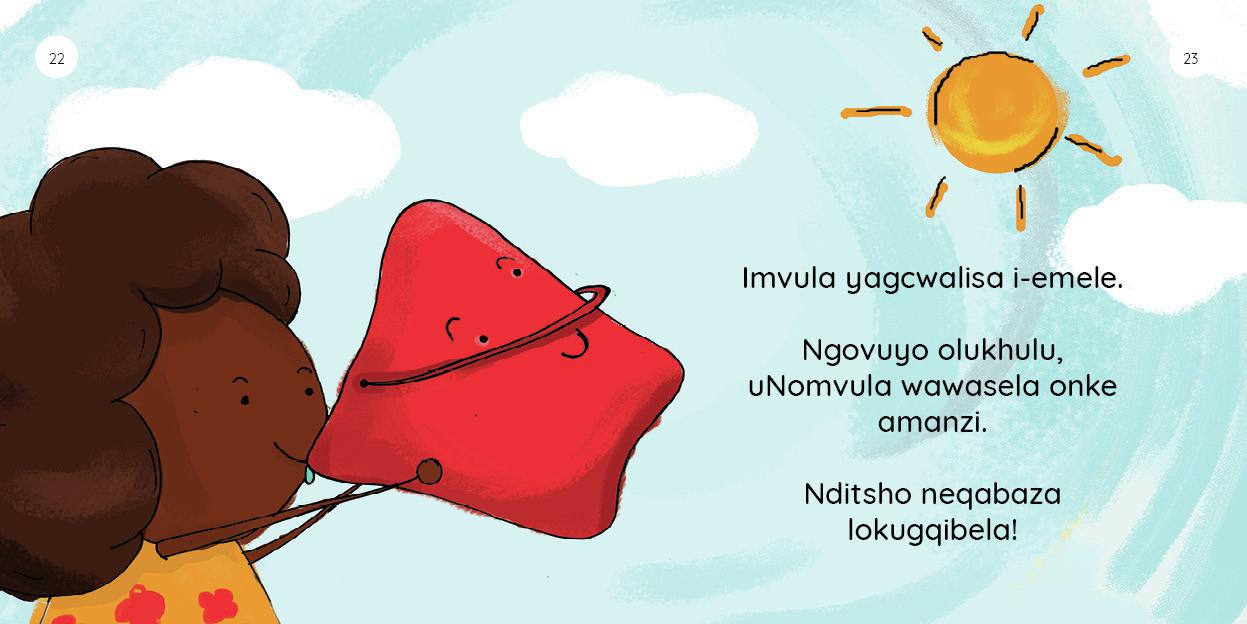 22
23
Imvula yagcwalisa i-emele.
Ngovuyo olukhulu,
uNomvula wawasela onke
amanzi.
Nditsho neqabaza
lokugqibela!